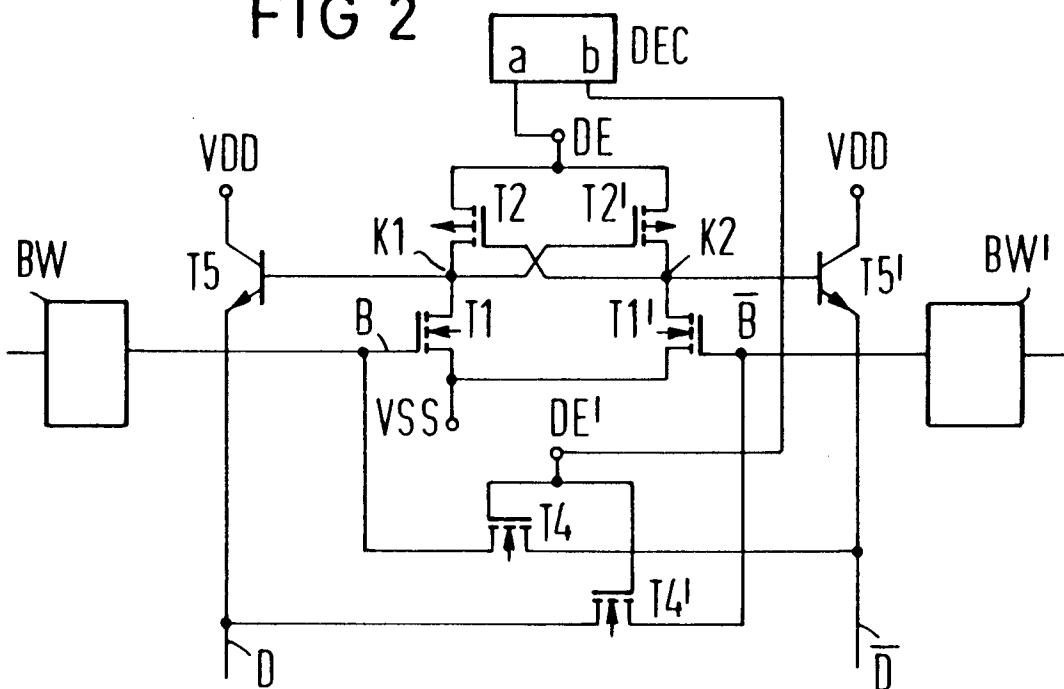 FIG 2
a b DEC
DE
VDD VDD
T2 T2'
K1 K2
BW T5 T5' BW'
B T1 T1' B̅
VSS DE'
T4
T4'
D D̅